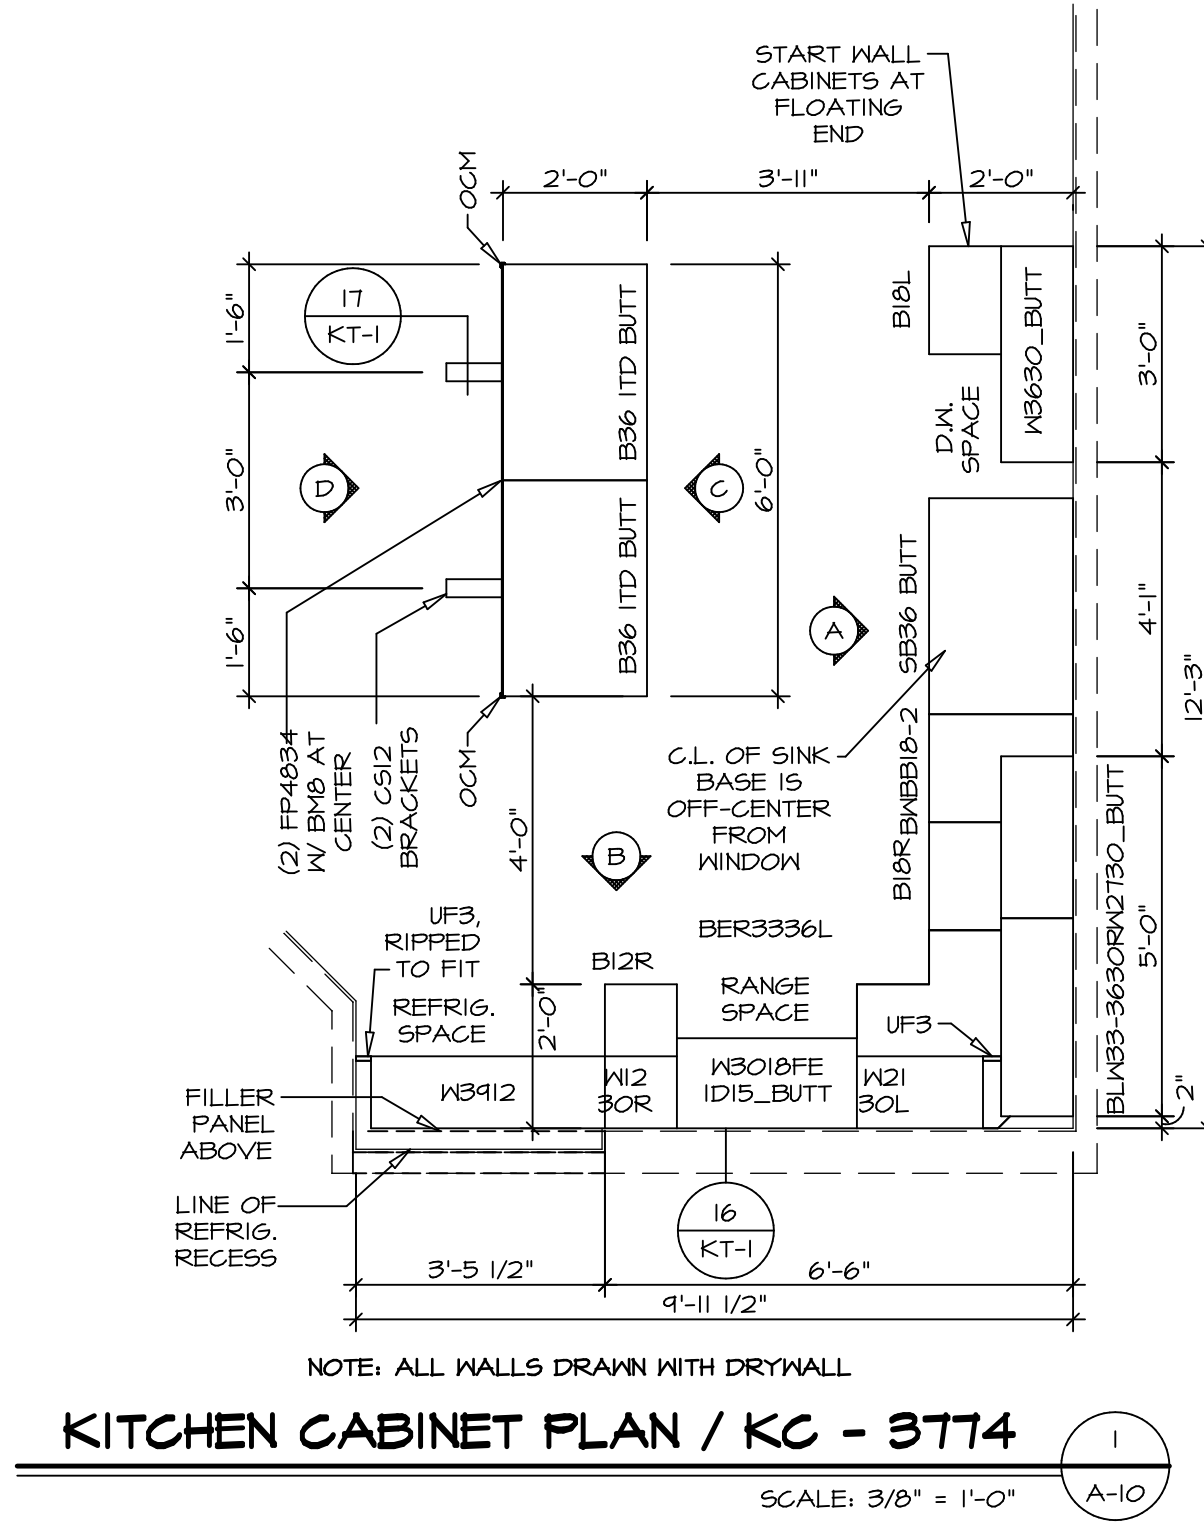 START WALL
CABINETS AT
FLOATING
END
OCM
2'-0"
3'-11"
2'-0"
1'-6"
17
KT-1
B36 1TD BUTT
B18L
W3630_BUTT
3'-0"
D.W.
SPACE
3'-0"
D
C
6'-0"
B36 1TD BUTT
SB36 BUTT
4'-1"
A
1'-6"
12'-3"
(2) FP4834
W/ BM8 AT
CENTER
(2) CS12
BRACKETS
OCM
4'-0"
C.L. OF SINK
BASE IS
OFF-CENTER
FROM
WINDOW
BWBB18-2
B
B18R
BLW33-3630R
W2730_BUTT
5'-0"
UF3,
RIPPED
TO FIT
BER3336L
B12R
REFRIG.
SPACE
2'-0"
RANGE
SPACE
UF3
W3912
W12
30R
W3018FE
1D15_BUTT
W21
30L
2"
FILLER
PANEL
ABOVE
LINE OF
REFRIG.
RECESS
16
KT-1
3'-5 1/2"
6'-6"
9'-11 1/2"
NOTE: ALL WALLS DRAWN WITH DRYWALL
KITCHEN CABINET PLAN / KC - 3774
1
A-10
SCALE: 3/8" = 1'-0"